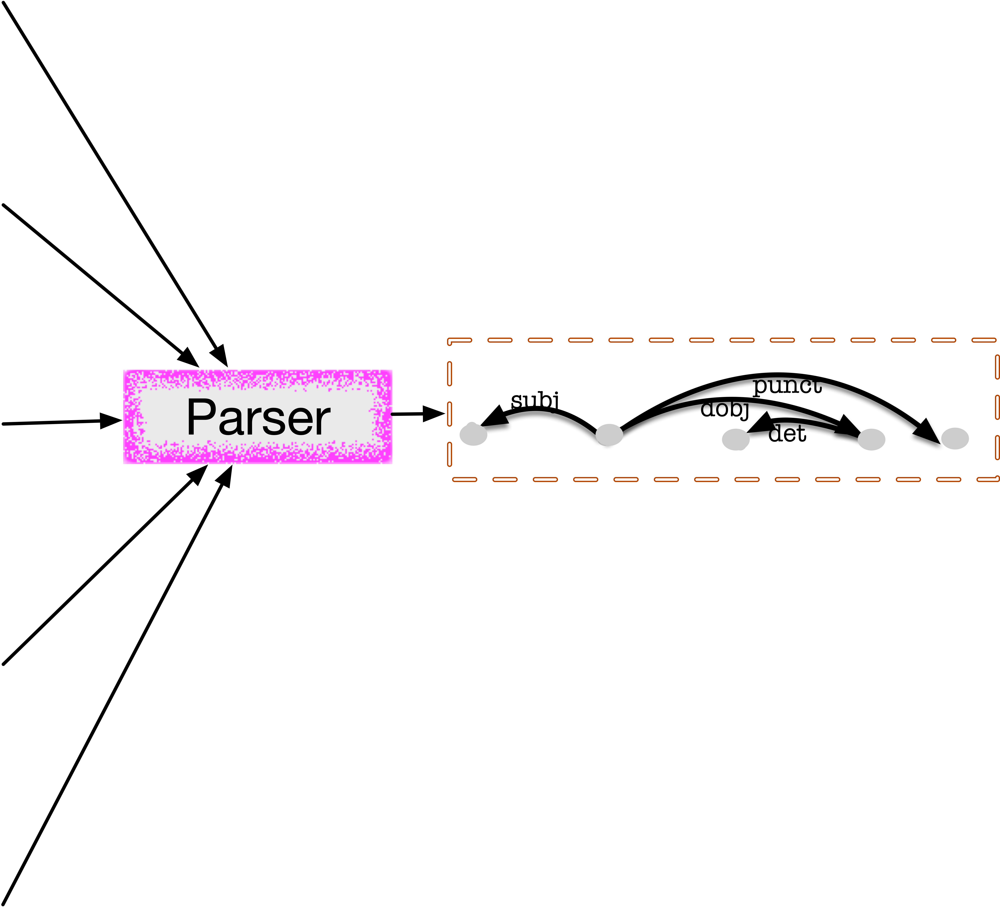 Parser
subj
punct
dobj
det